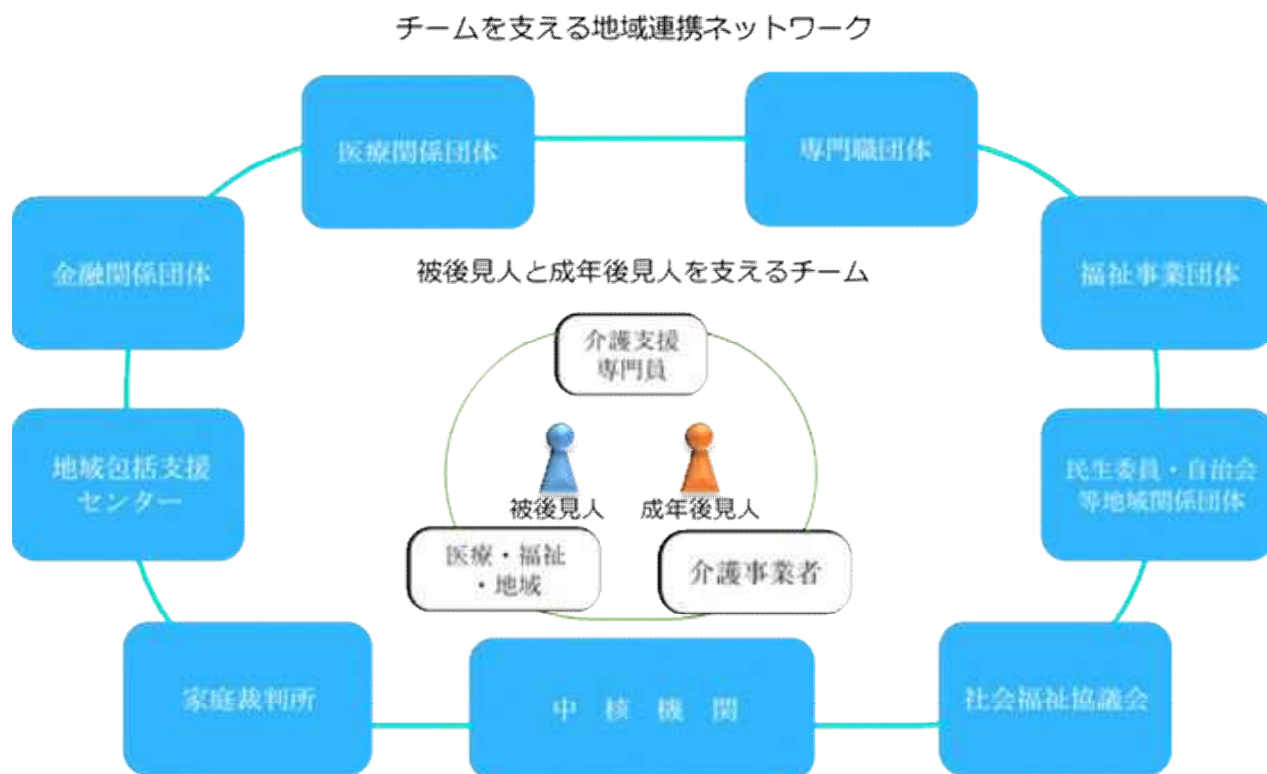 チームを支える地域連携ネットワーク
医療関係団体
専門職団体
金融関係団体
福祉事業団体
被後見人と成年後見人を支えるチーム
介護支援
専門員
地域包括支援
センター
民生委員・自治会
等地域関係団体
被後見人
成年後見人
医療・福祉
・地域
介護事業者
家庭裁判所
中核機関
社会福祉協議会